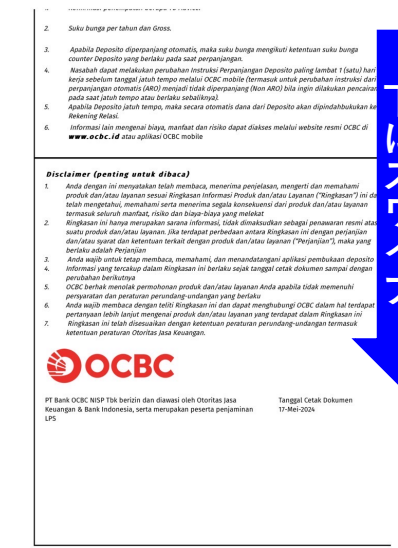 2. Suku bunga per tahun dan Gross.
3. Apabila Deposito diperpanjang otomatis, maka suku bunga mengikuti ketentuan suku bunga
counter Deposito yang berlaku saat perpanjangan.
4. Nasabah dapat melakukan perubahan Instruksi Perpanjangan Deposito paling lambat 1 (satu) hari
kerja sebelum tanggal jatuh tempo melalui OCBC mobile (termasuk untuk perubahan instruksi dari
perpanjangan otomatis (ARO) menjadi tidak diperpanjang (Non ARO) bila ingin dilakukan pencairan
pada saat jatuh tempo atau berlaku sebaliknya).
5. Apabila Deposito jatuh tempo, maka secara otomatis dana dari Deposito akan dipindahbukukan ke
Rekening Relasi.
6. Informasi lain mengenai biaya, manfaat dan risiko dapat diakses melalui website resmi OCBC di
www.ocbc.id atau aplikasi OCBC mobile
Disclaimer (penting untuk dibaca)
1. Anda dengan ini menyatakan telah membaca, menerima penjelasan, mengerti dan memahami
produk dan/atau layanan sesuai Ringkasan Informasi Produk dan/atau Layanan ("Ringkasan") ini da
telah mengetahui, memahami serta menerima segala konsekuensi dari produk dan/atau layanan
termasuk seluruh manfaat, risiko dan biaya-biaya yang melekat
2. Ringkasan ini hanya merupakan sarana informasi, tidak dimaksudkan sebagai penawaran resmi atas
suatu produk dan/atau layanan. Jika terdapat perbedaan antara Ringkasan ini dengan perjanjian
dan/atau syarat dan ketentuan terkait dengan produk dan/atau layanan ("Perjanjian"), maka yang
berlaku adalah Perjanjian
3. Anda wajib untuk tetap membaca, memahami, dan menandatangani aplikasi pembukaan deposito
4. Informasi yang tercakup dalam Ringkasan ini berlaku sejak tanggal cetak dokumen sampai dengan
perubahan berikutnya
5. OCBC berhak menolak permohonan produk dan/atau layanan Anda apabila tidak memenuhi
persyaratan dan peraturan perundang-undangan yang berlaku
6. Anda wajib membaca dengan teliti Ringkasan ini dan dapat menghubungi OCBC dalam hal terdapat
pertanyaan lebih lanjut mengenai produk dan/atau layanan yang terdapat dalam Ringkasan ini
7. Ringkasan ini telah disesuaikan dengan ketentuan peraturan perundang-undangan termasuk
ketentuan peraturan Otoritas Jasa Keuangan.
OCBC
PT Bank OCBC NISP Tbk berizin dan diawasi oleh Otoritas Jasa
Keuangan & Bank Indonesia, serta merupakan peserta penjaminan
LPS
Tanggal Cetak Dokumen
17-Mei-2024